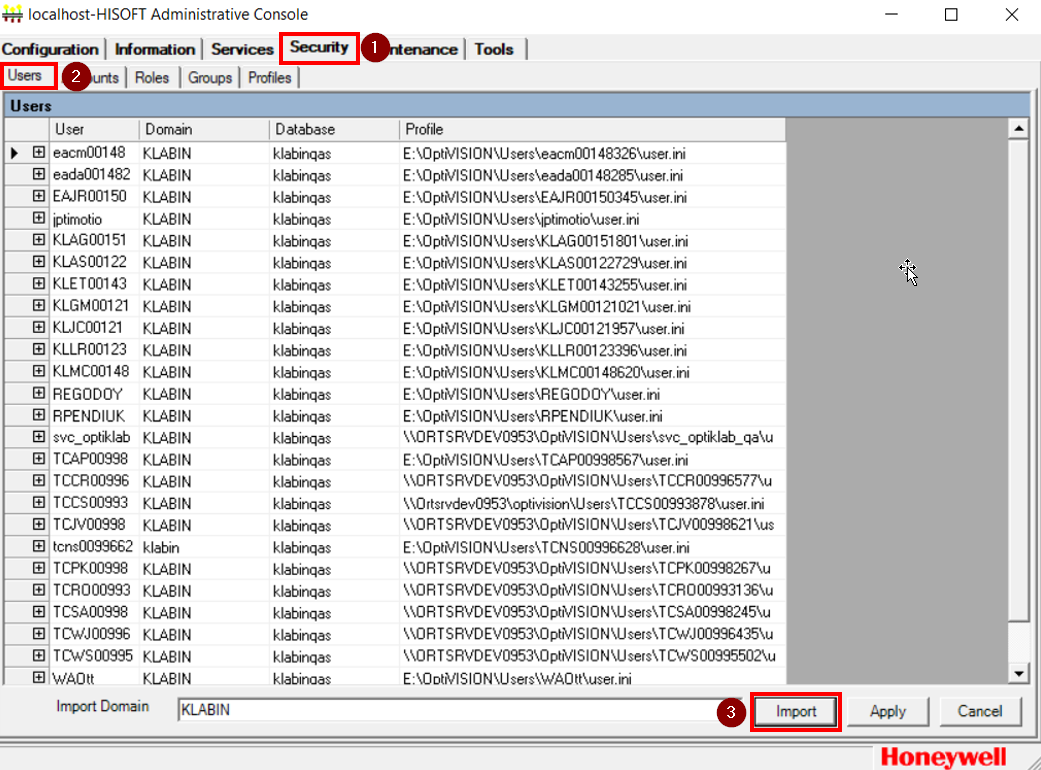 localhost-HISOFT Administrative Console
Configuration Information Services Security 1 ntenance Tools
Users 2 unts Roles Groups Profiles
Users
User Domain Database Profile
eacm00148 KLABIN klabinqas E:\OptiVISION\Users\eacm00148326\user.ini
eada001482 KLABIN klabinqas E:\OptiVISION\Users\eada00148285\user.ini
EAJR00150 KLABIN klabinqas E:\OptiVISION\Users\EAJR00150345\user.ini
jptimotio KLABIN klabinqas E:\OptiVISION\Users\jptimotio\user.ini
KLAG00151 KLABIN klabinqas E:\OptiVISION\Users\KLAG00151801\user.ini
KLAS00122 KLABIN klabinqas E:\OptiVISION\Users\KLAS00122729\user.ini
KLET00143 KLABIN klabinqas E:\OptiVISION\Users\KLET00143255\user.ini
KLGM00121 KLABIN klabinqas E:\OptiVISION\Users\KLGM00121021\user.ini
KLJC00121 KLABIN klabinqas E:\OptiVISION\Users\KLJC00121957\user.ini
KLLR00123 KLABIN klabinqas E:\OptiVISION\Users\KLLR00123396\user.ini
KLMC00148 KLABIN klabinqas E:\OptiVISION\Users\KLMC00148620\user.ini
REGODOY KLABIN klabinqas E:\OptiVISION\Users\REGODOY\user.ini
RPENDIUK KLABIN klabinqas E:\OptiVISION\Users\RPENDIUK\user.ini
svc_optiklab KLABIN klabinqas \\ORTSRVDEV0953\OptiVISION\Users\svc_optiklab_qa\u
TCAP00998 KLABIN klabinqas E:\OptiVISION\Users\TCAP00998567\user.ini
TCCR00996 KLABIN klabinqas \\ORTSRVDEV0953\OptiVISION\Users\TCCR00996577\u
TCCS00993 KLABIN klabinqas \\Ortsrvdev0953\optivision\Users\TCCS00993878\user.ini
TCJV00998 KLABIN klabinqas \\ORTSRVDEV0953\OptiVISION\Users\TCJV00998621\us
tcns0099662 klabin klabinqas E:\OptiVISION\Users\TCNS00996628\user.ini
TCPK00998 KLABIN klabinqas \\ORTSRVDEV0953\OptiVISION\Users\TCPK00998267\u
TCRO00993 KLABIN klabinqas \\ORTSRVDEV0953\OptiVISION\Users\TCRO00993136\u
TCSA00998 KLABIN klabinqas \\ORTSRVDEV0953\OptiVISION\Users\TCSA00998245\u
TCWJ00996 KLABIN klabinqas \\ORTSRVDEV0953\OptiVISION\Users\TCWJ00996435\u
TCWS00995 KLABIN klabinqas \\ORTSRVDEV0953\OptiVISION\Users\TCWS00995502\u
WAOtt KLABIN klabinqas E:\OptiVISION\Users\WAOtt\user.ini
Import Domain KLABIN 3 Import Apply Cancel
Honeywell